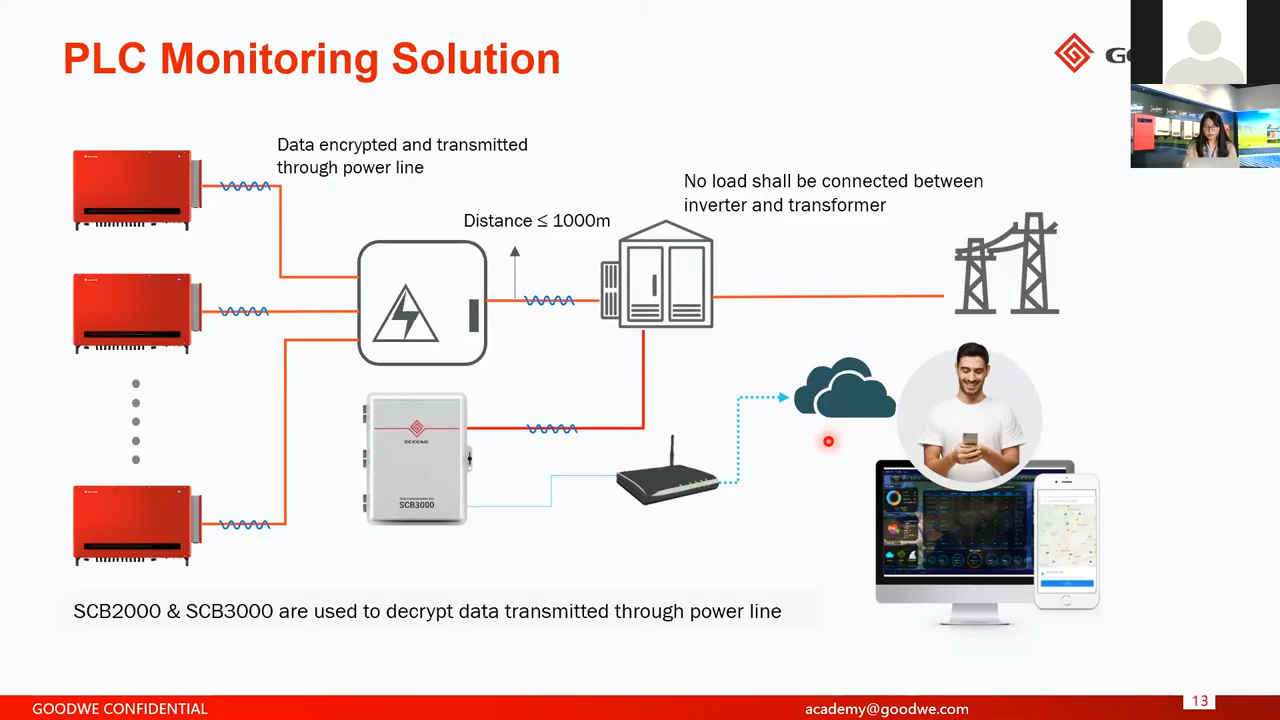 PLC Monitoring Solution
Data encrypted and transmitted
through power line
No load shall be connected between
inverter and transformer
Distance ≤ 1000m
GOODWE
SCB3000
SCB2000 & SCB3000 are used to decrypt data transmitted through power line
GOODWE CONFIDENTIAL
academy@goodwe.com
13